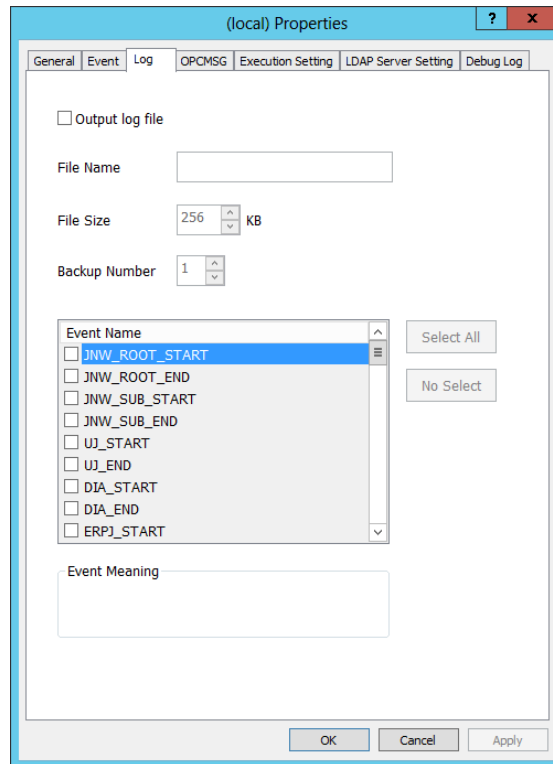 (local) Properties
? x
General Event Log OPCMSG Execution Setting LDAP Server Setting Debug Log
Output log file
File Name
File Size 256 KB
Backup Number 1
Event Name
Select All
JNW_ROOT_START
JNW_ROOT_END
No Select
JNW_SUB_START
JNW_SUB_END
UJ_START
UJ_END
DIA_START
DIA_END
ERPJ_START
Event Meaning
OK Cancel Apply